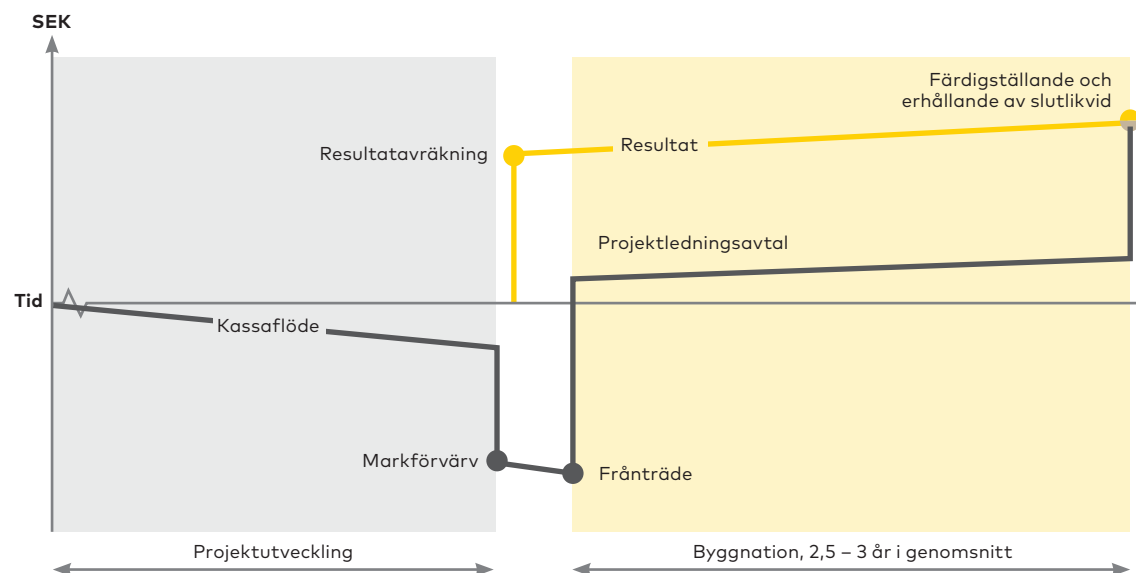 SEK
Färdigställande och
erhållande av slutlikvid
Resultatavräkning
Resultat
Projektledningsavtal
Tid
Kassaflöde
Markförvärv
Frånträde
Projektutveckling
Byggnation, 2,5 – 3 år i genomsnitt